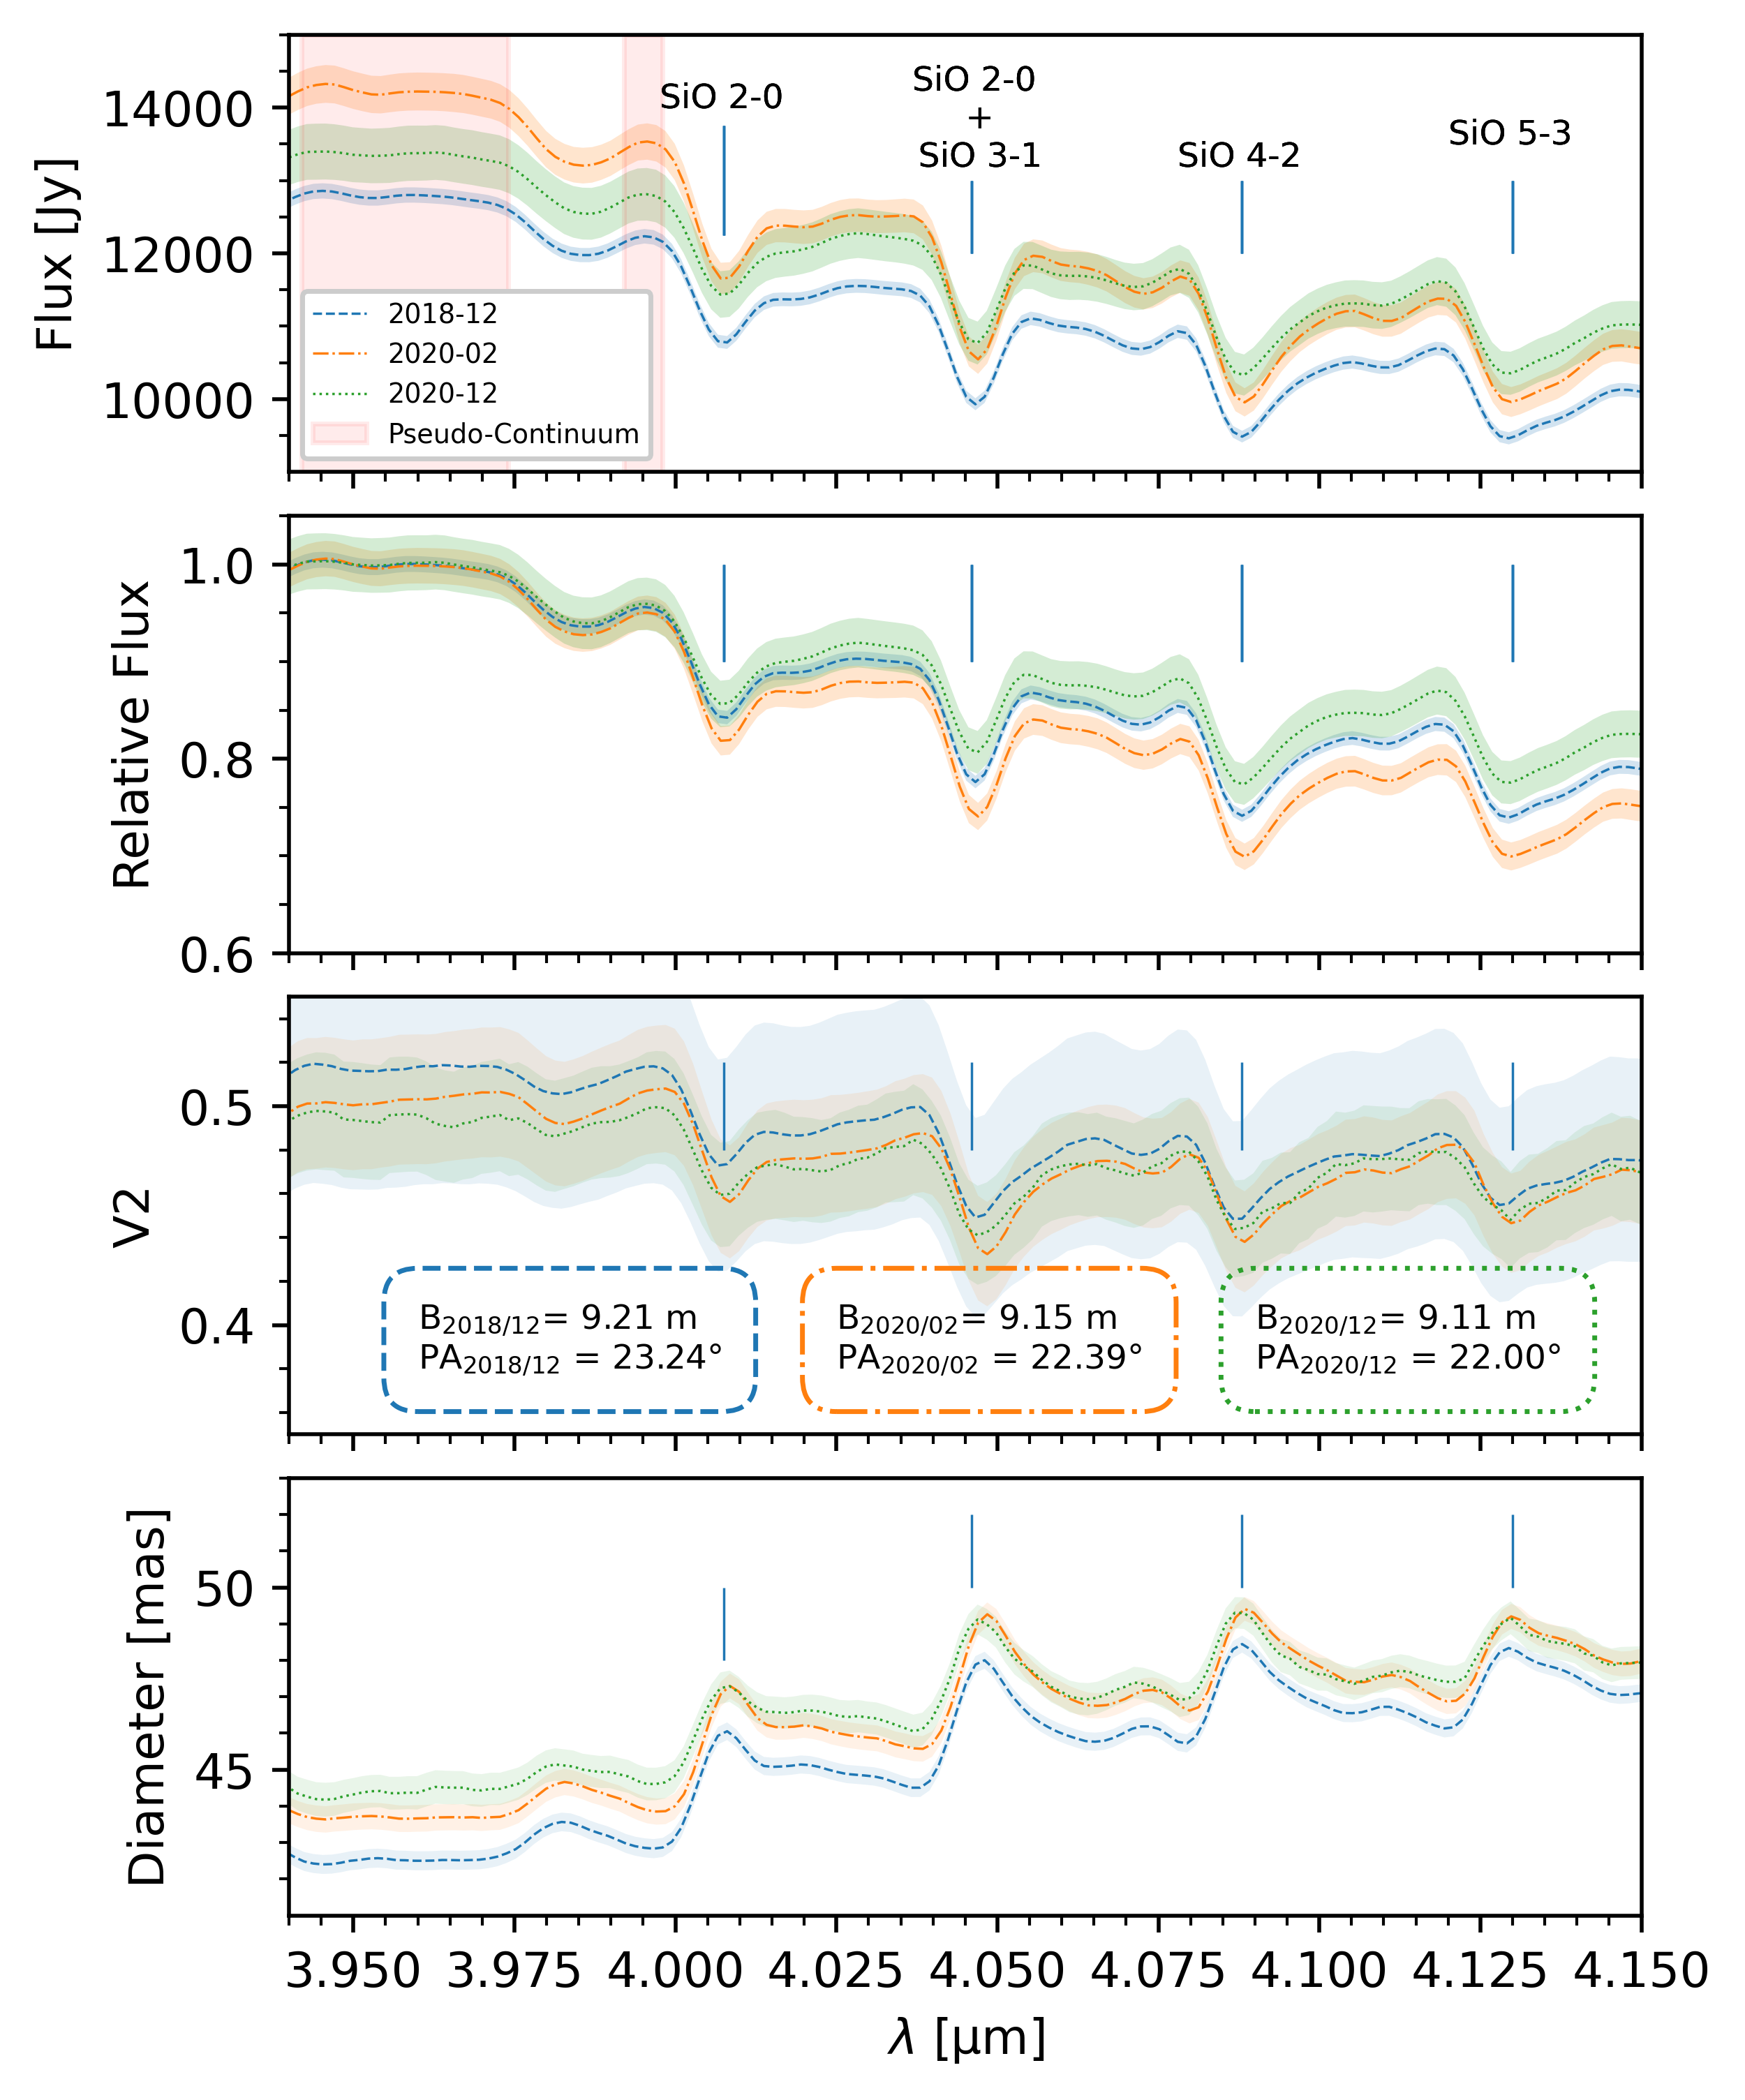 Flux [Jy]
14000
12000
10000
SiO 2-0
SiO 2-0
+
SiO 3-1
SiO 4-2
SiO 5-3
2018-12
2020-02
2020-12
Pseudo-Continuum
Relative Flux
1.0
0.8
0.6
V2
0.5
0.4
B2018/12= 9.21 m
PA2018/12 = 23.24°
B2020/02= 9.15 m
PA2020/02 = 22.39°
B2020/12= 9.11 m
PA2020/12 = 22.00°
Diameter [mas]
50
45
3.950 3.975 4.000 4.025 4.050 4.075 4.100 4.125 4.150
λ [μm]